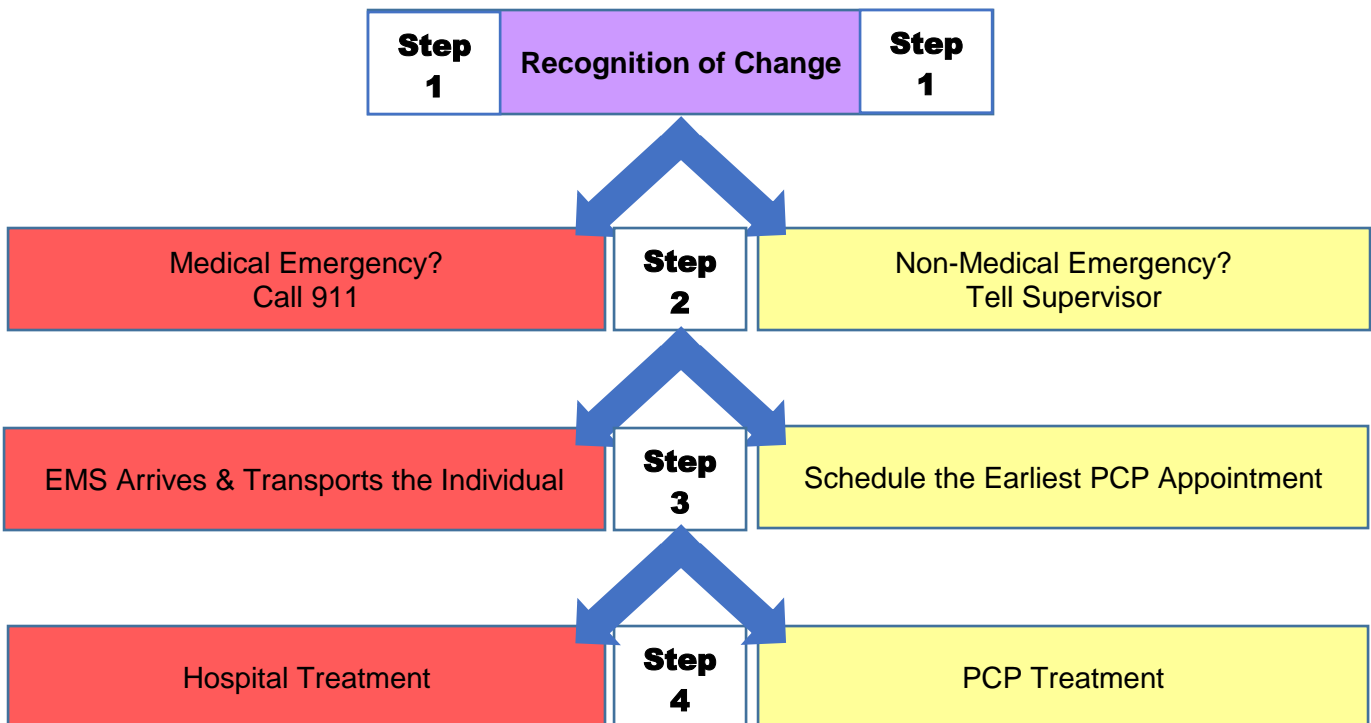 Step
1
Recognition of Change
Step
1
Medical Emergency?
Call 911
Step
2
Non-Medical Emergency?
Tell Supervisor
EMS Arrives & Transports the Individual
Step
3
Schedule the Earliest PCP Appointment
Hospital Treatment
Step
4
PCP Treatment